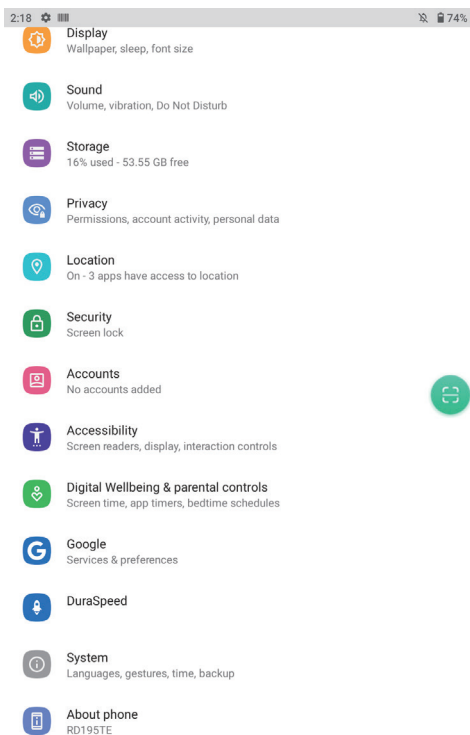 2:18
74%
Display
Wallpaper, sleep, font size
Sound
Volume, vibration, Do Not Disturb
Storage
16% used - 53.55 GB free
Privacy
Permissions, account activity, personal data
Location
On - 3 apps have access to location
Security
Screen lock
Accounts
No accounts added
Accessibility
Screen readers, display, interaction controls
Digital Wellbeing & parental controls
Screen time, app timers, bedtime schedules
G
Google
Services & preferences
DuraSpeed
System
Languages, gestures, time, backup
About phone
RD195TE